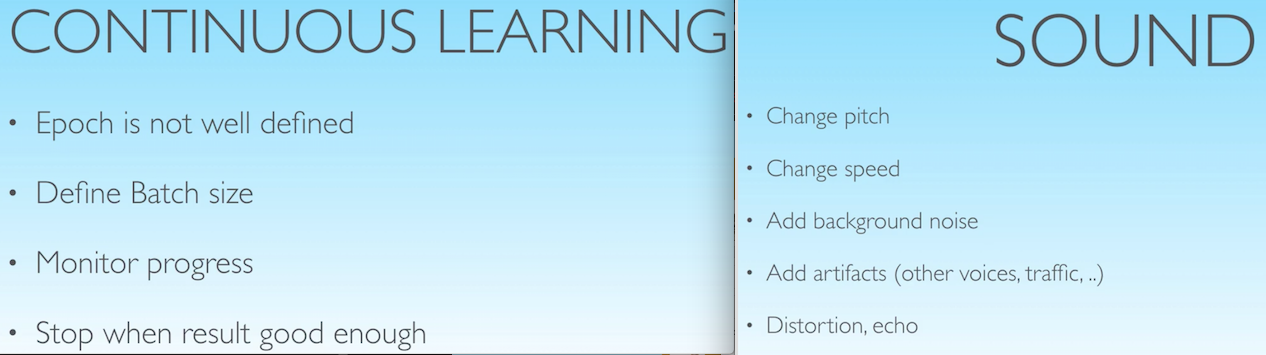 CONTINUOUS LEARNING
• Epoch is not well defined
• Define Batch size
• Monitor progress
• Stop when result good enough
SOUND
• Change pitch
• Change speed
• Add background noise
• Add artifacts (other voices, traffic, ..)
• Distortion, echo